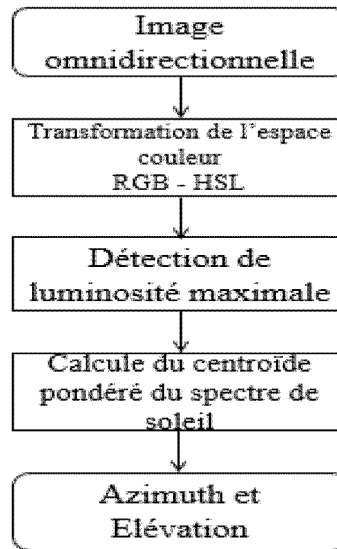 Image
omnidirectionnelle
Transformation de l'espace
couleur
RGB - HSL
Détection de
luminosité maximale
Calcule du centroïde
pondéré du spectre de
soleil
Azimuth et
Elévation